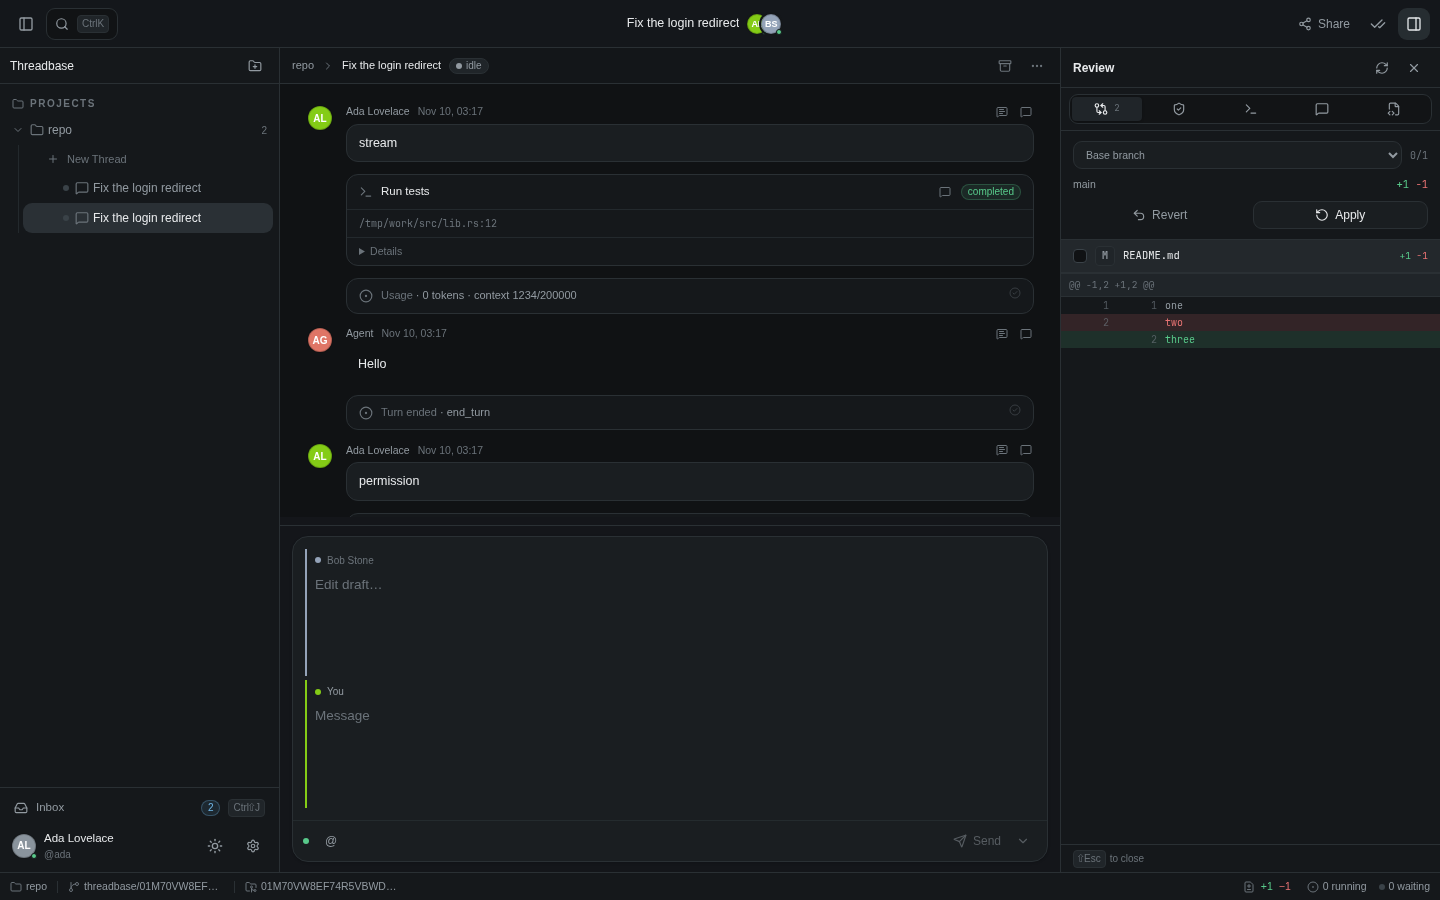 CtrlK
Fix the login redirect
BS
Share
Threadbase
PROJECTS
repo 2
New Thread
Fix the login redirect
Fix the login redirect
Inbox 2 Ctrl⇧J
AL Ada Lovelace
@ada
repo > Fix the login redirect idle
AL Ada Lovelace Nov 10, 03:17
stream
Run tests completed
/tmp/work/src/lib.rs:12
Details
Usage · 0 tokens · context 1234/200000
AG Agent Nov 10, 03:17
Hello
Turn ended · end_turn
AL Ada Lovelace Nov 10, 03:17
permission
Bob Stone
Edit draft…
You
Message
@ Send
Review
2
Base branch 0/1
main +1 -1
Revert Apply
M README.md +1 -1
@@ -1,2 +1,2 @@
1 1 one
2 two
2 three
⇧Esc to close
repo threadbase/01M70VW8EF… 01M70VW8EF74R5VBWD… +1 −1 0 running 0 waiting